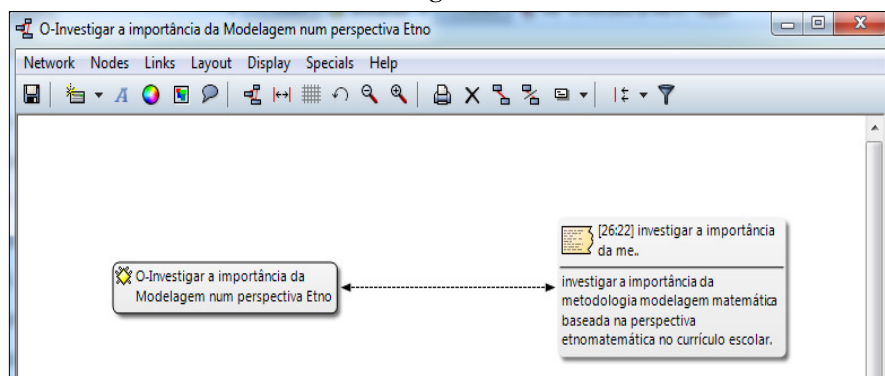 O-Investigar a importância da Modelagem num perspectiva Etno
Network Nodes Links Layout Display Specials Help
O-Investigar a importância da
Modelagem num perspectiva Etno
[26:22] investigar a importância
da me..
investigar a importância da
metodologia modelagem matemática
baseada na perspectiva
etnomatemática no currículo escolar.